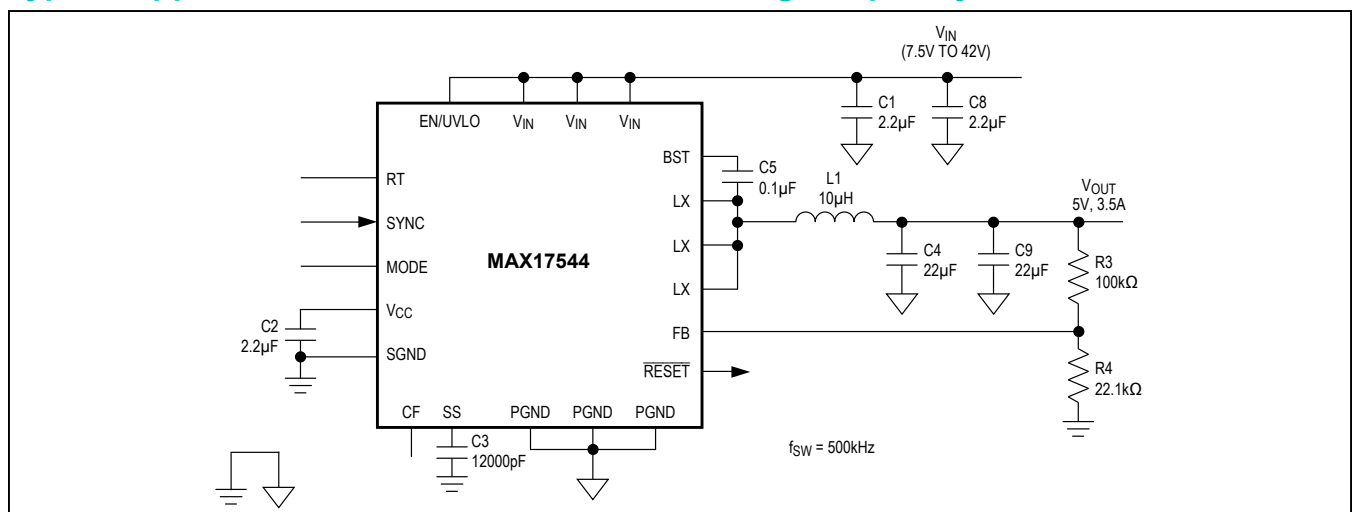 VIN
(7.5V TO 42V)
C1
2.2µF
C8
2.2µF
EN/UVLO
VIN
VIN
VIN
BST
C5
0.1µF
RT
LX
L1
10µH
VOUT
5V, 3.5A
SYNC
MAX17544
LX
MODE
C4
22µF
C9
22µF
R3
100kΩ
LX
VCC
C2
2.2µF
FB
SGND
RESET
R4
22.1kΩ
CF
SS
PGND
PGND
PGND
C3
12000pF
fSW = 500kHz